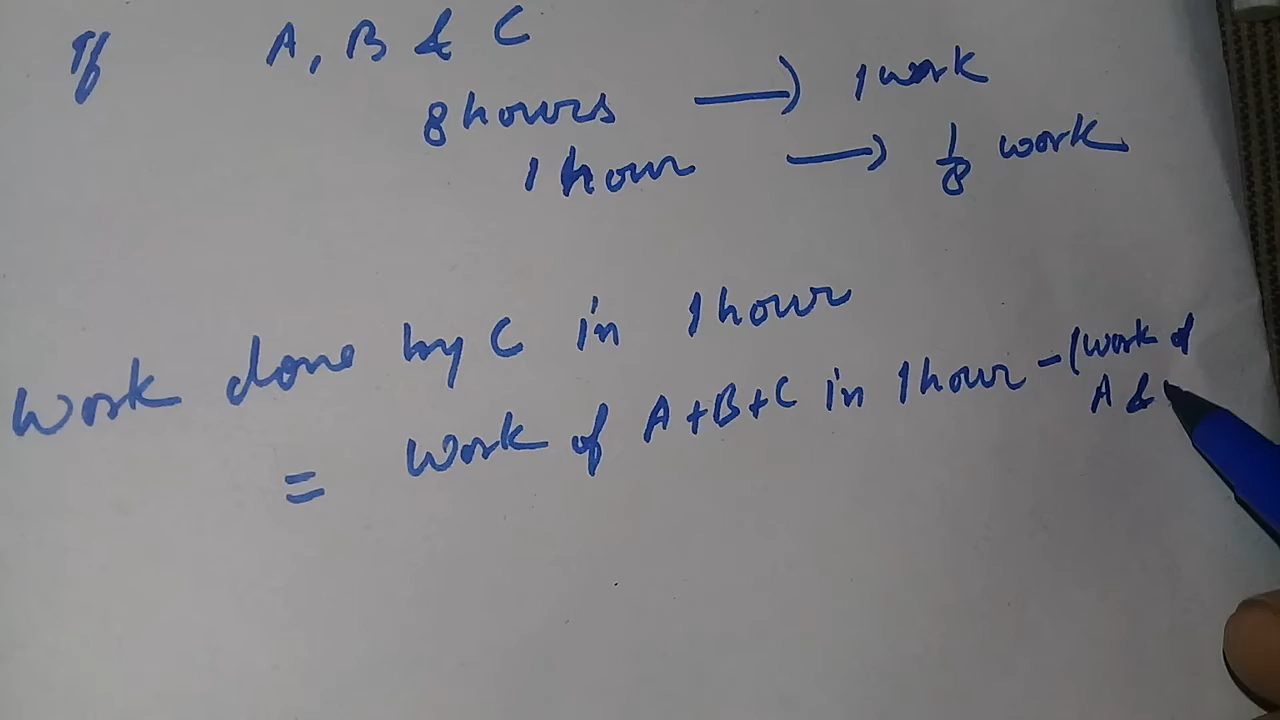 If A, B & C
8 hours → 1 work
1 hour → 1/8 work
Work done by C in 1 hour
= Work of A+B+C in 1 hour - (Work of
A &